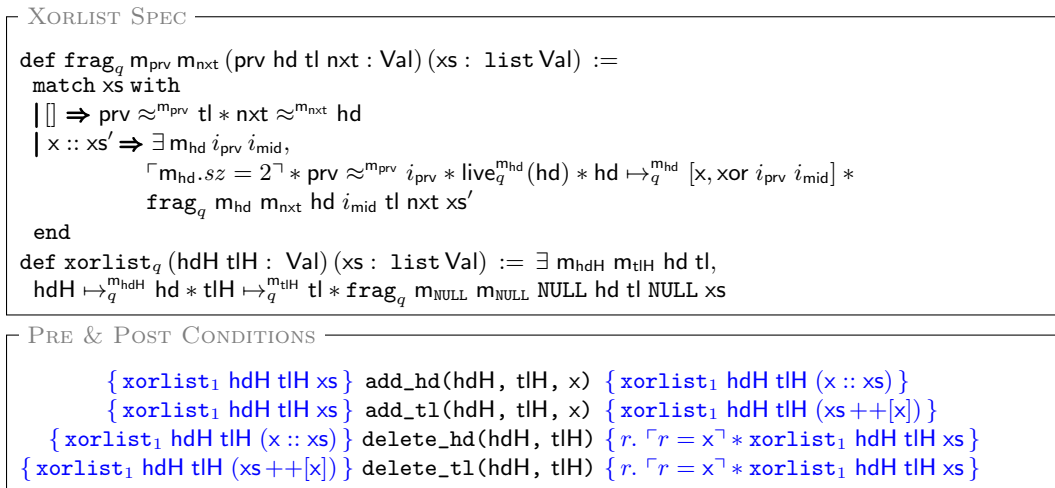 XORLIST SPEC
def frag_q m_prv m_nxt (prv hd tl nxt : Val) (xs : list Val) :=
match xs with
| [] ⇒ prv ≈^{m_prv} tl ∗ nxt ≈^{m_nxt} hd
| x :: xs′ ⇒ ∃ m_hd i_prv i_mid,
⌜m_hd.sz = 2⌝ ∗ prv ≈^{m_prv} i_prv ∗ live_q^{m_hd}(hd) ∗ hd ↦_q^{m_hd} [x, xor i_prv i_mid] ∗
frag_q m_hd m_nxt hd i_mid tl nxt xs′
end
def xorlist_q (hdH tlH : Val) (xs : list Val) := ∃ m_hdH m_tlH hd tl,
hdH ↦_q^{m_hdH} hd ∗ tlH ↦_q^{m_tlH} tl ∗ frag_q m_NULL m_NULL NULL hd tl NULL xs
PRE & POST CONDITIONS
{ xorlist_1 hdH tlH xs } add_hd(hdH, tlH, x) { xorlist_1 hdH tlH (x :: xs) }
{ xorlist_1 hdH tlH xs } add_tl(hdH, tlH, x) { xorlist_1 hdH tlH (xs ++[x]) }
{ xorlist_1 hdH tlH (x :: xs) } delete_hd(hdH, tlH) { r. ⌜r = x⌝ ∗ xorlist_1 hdH tlH xs }
{ xorlist_1 hdH tlH (xs ++[x]) } delete_tl(hdH, tlH) { r. ⌜r = x⌝ ∗ xorlist_1 hdH tlH xs }